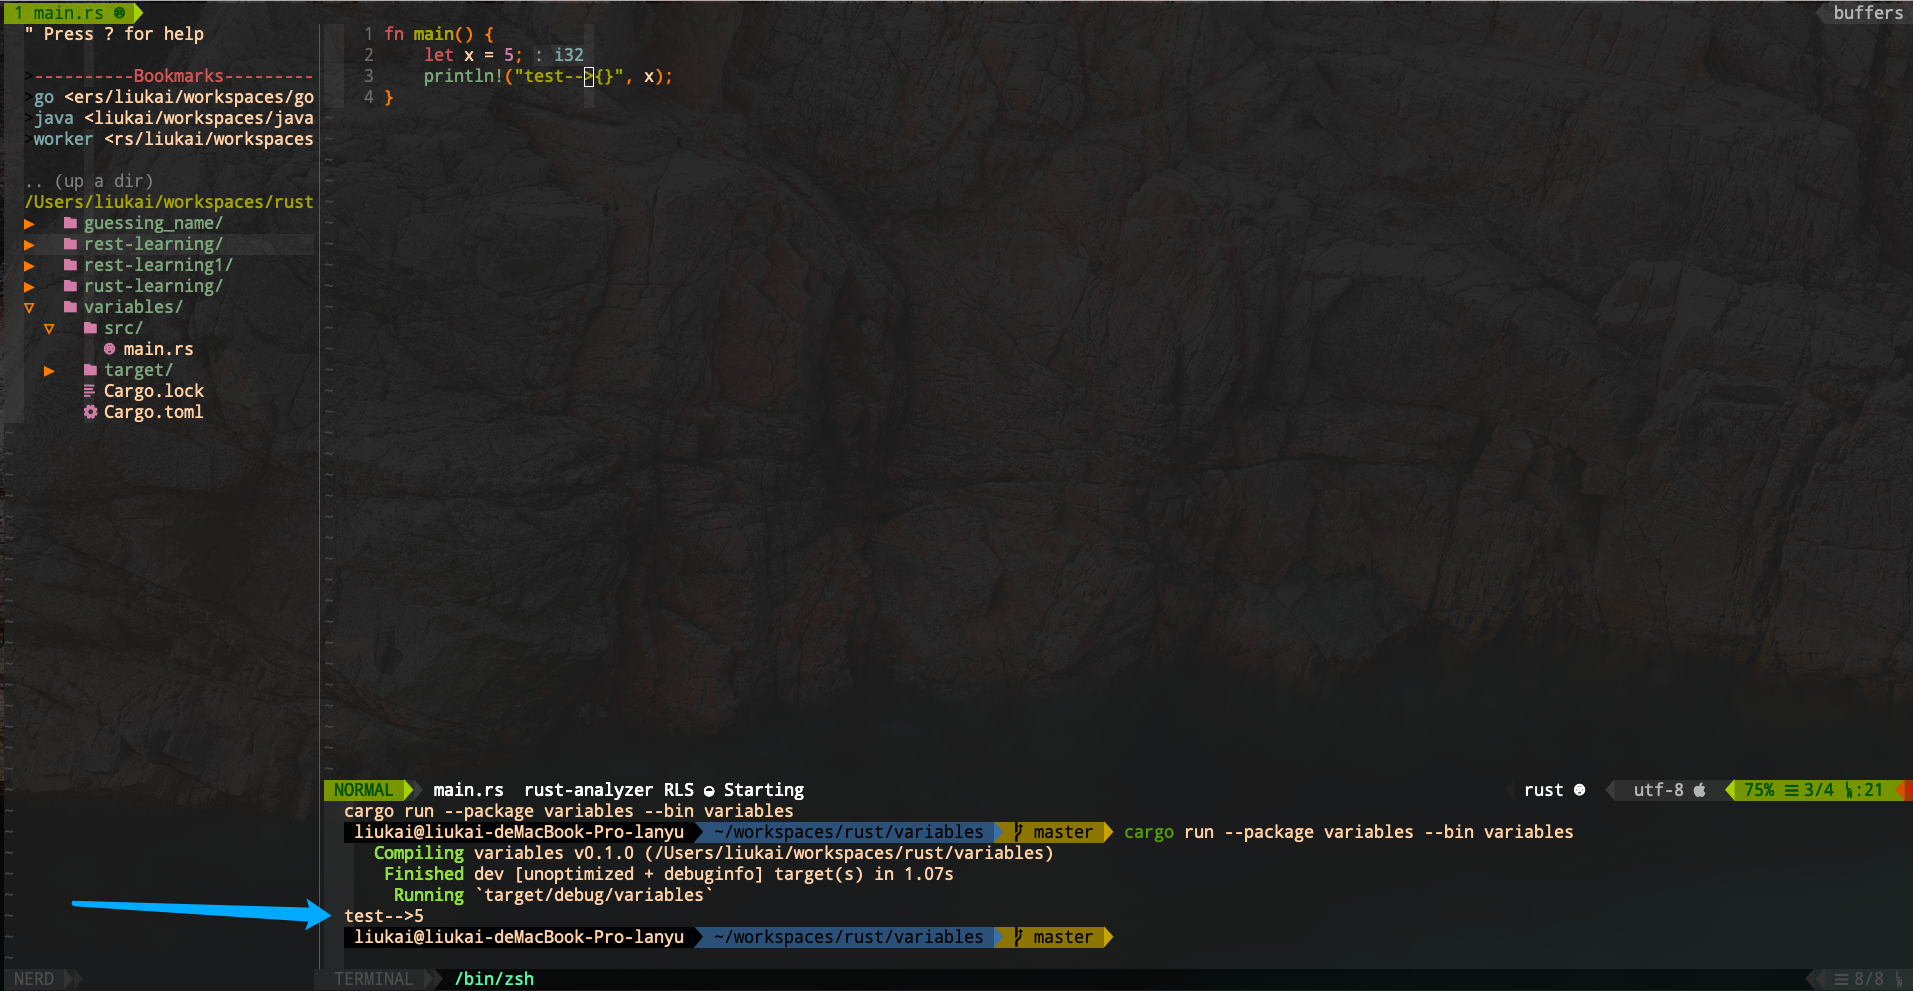 1 main.rs
buffers
" Press ? for help
>----------Bookmarks---------
>go <ers/liukai/workspaces/go
>java <liukai/workspaces/java
>worker <rs/liukai/workspaces
.. (up a dir)
/Users/liukai/workspaces/rust
▶ guessing_name/
▶ rest-learning/
▶ rest-learning1/
▶ rust-learning/
▽ variables/
▽ src/
main.rs
▶ target/
Cargo.lock
Cargo.toml
1 fn main() {
2 let x = 5; : i32
3 println!("test-->{}", x);
4 }
NORMAL main.rs rust-analyzer RLS Starting rust utf-8 75% ☰ 3/4 :21
cargo run --package variables --bin variables
liukai@liukai-deMacBook-Pro-lanyu ~/workspaces/rust/variables master cargo run --package variables --bin variables
Compiling variables v0.1.0 (/Users/liukai/workspaces/rust/variables)
Finished dev [unoptimized + debuginfo] target(s) in 1.07s
Running `target/debug/variables`
test-->5
liukai@liukai-deMacBook-Pro-lanyu ~/workspaces/rust/variables master
NERD TERMINAL /bin/zsh ☰ 8/8